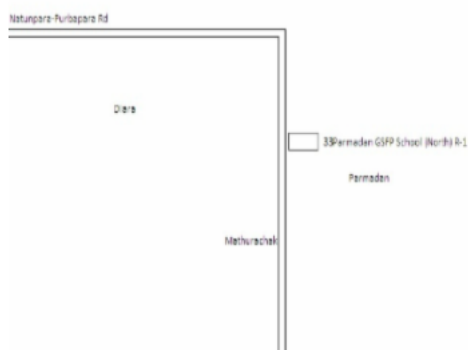 Natunpara-Purbapara Rd
Diara
33Parmadan GSFP School (North) R-1
Parmadan
Mathurachak